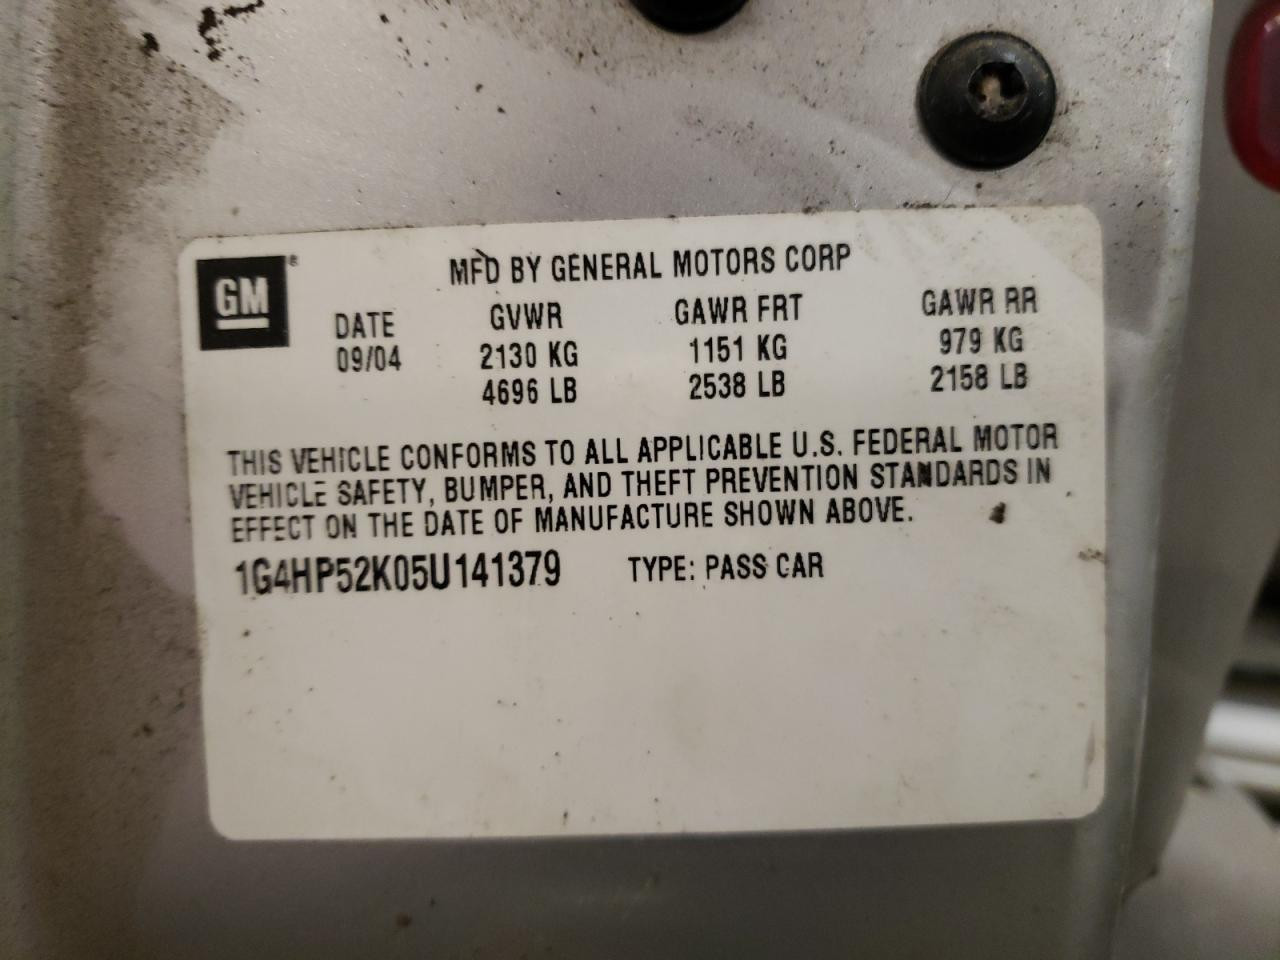 GM®
MFD BY GENERAL MOTORS CORP
DATE GVWR GAWR FRT GAWR RR
09/04 2130 KG 1151 KG 979 KG
4696 LB 2538 LB 2158 LB
THIS VEHICLE CONFORMS TO ALL APPLICABLE U.S. FEDERAL MOTOR
VEHICLE SAFETY, BUMPER, AND THEFT PREVENTION STANDARDS IN
EFFECT ON THE DATE OF MANUFACTURE SHOWN ABOVE.
1G4HP52K05U141379 TYPE: PASS CAR